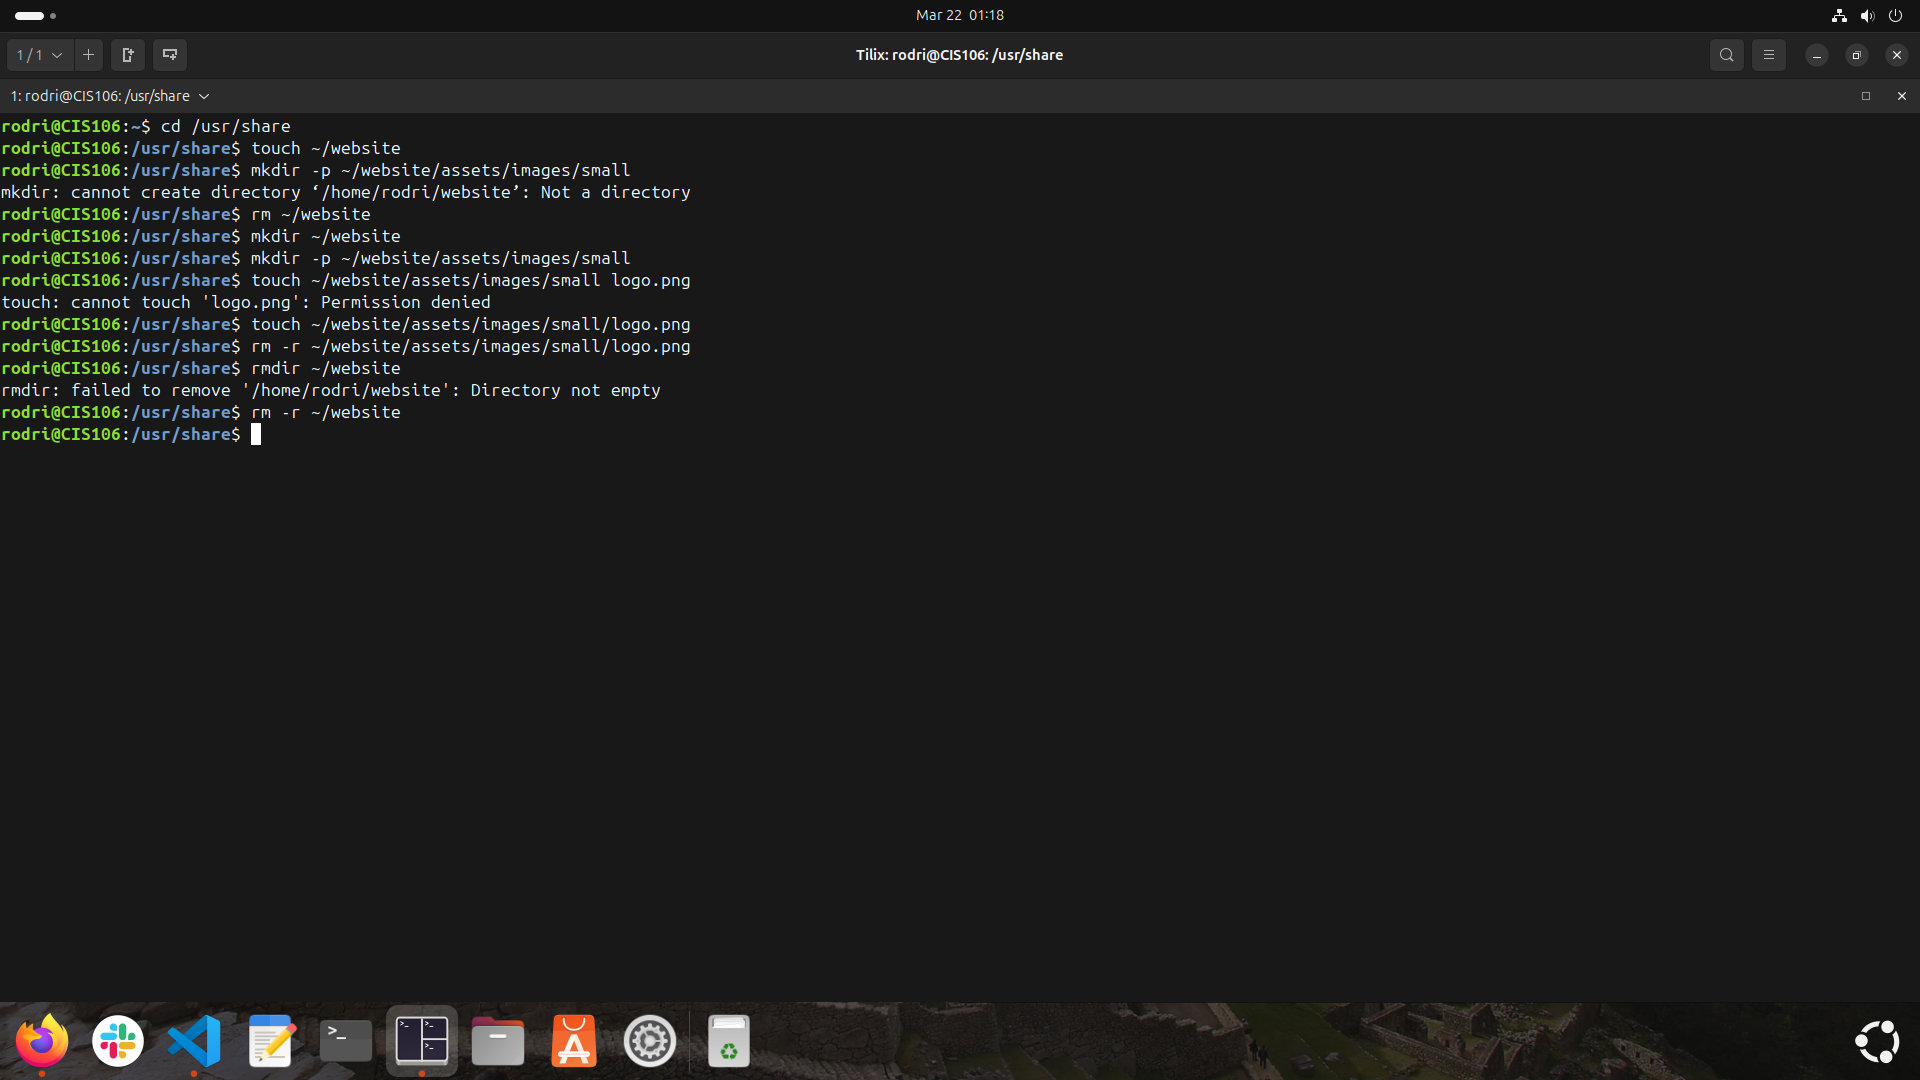 Mar 22 01:18
1 / 1
Tilix: rodri@CIS106: /usr/share
1: rodri@CIS106: /usr/share
rodri@CIS106:~$ cd /usr/share
rodri@CIS106:/usr/share$ touch ~/website
rodri@CIS106:/usr/share$ mkdir -p ~/website/assets/images/small
mkdir: cannot create directory ‘/home/rodri/website’: Not a directory
rodri@CIS106:/usr/share$ rm ~/website
rodri@CIS106:/usr/share$ mkdir ~/website
rodri@CIS106:/usr/share$ mkdir -p ~/website/assets/images/small
rodri@CIS106:/usr/share$ touch ~/website/assets/images/small logo.png
touch: cannot touch 'logo.png': Permission denied
rodri@CIS106:/usr/share$ touch ~/website/assets/images/small/logo.png
rodri@CIS106:/usr/share$ rm -r ~/website/assets/images/small/logo.png
rodri@CIS106:/usr/share$ rmdir ~/website
rmdir: failed to remove '/home/rodri/website': Directory not empty
rodri@CIS106:/usr/share$ rm -r ~/website
rodri@CIS106:/usr/share$